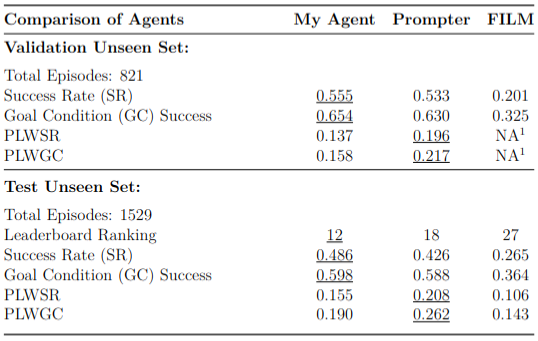 Comparison of Agents My Agent Prompter FILM
Validation Unseen Set:
Total Episodes: 821
Success Rate (SR) 0.555 0.533 0.201
Goal Condition (GC) Success 0.654 0.630 0.325
PLWSR 0.137 0.196 NA¹
PLWGC 0.158 0.217 NA¹
Test Unseen Set:
Total Episodes: 1529
Leaderboard Ranking 12 18 27
Success Rate (SR) 0.486 0.426 0.265
Goal Condition (GC) Success 0.598 0.588 0.364
PLWSR 0.155 0.208 0.106
PLWGC 0.190 0.262 0.143